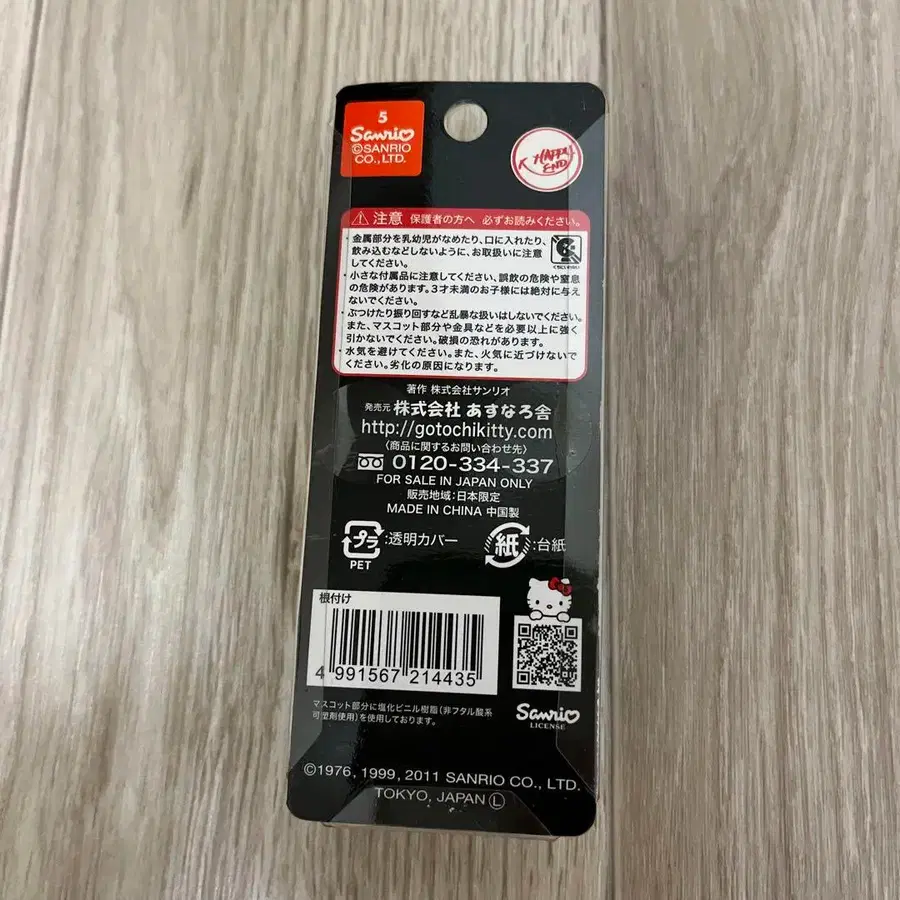 5
Sanrio
©SANRIO
CO., LTD.
K HAPPY
END
注意 保護者の方へ 必ずお読みください。
・金属部分を乳幼児がなめたり、口に入れたり、
飲み込むなどしないように、お取扱いに注意
してください。
・小さな付属品に注意してください、誤飲の危険や窒息
の危険があります。3才未満のお子様には絶対に与え
ないでください。
・ぶつけたり振り回すなど乱暴な扱いはしないでください。
また、マスコット部分や金具などを必要以上に強く
引かないでください。破損の恐れがあります。
・水気を避けてください。また、火気に近づけないで
ください。劣化の原因になります。
著作 株式会社サンリオ
発売元 株式会社 あすなろ舎
http://gotochikitty.com
〈商品に関するお問い合わせ先〉
0120-334-337
FOR SALE IN JAPAN ONLY
販売地域:日本限定
MADE IN CHINA 中国製
プラ:透明カバー
PET
紙:台紙
根付け
4 991567 214435
マスコット部分に塩化ビニル樹脂(非フタル酸系
可塑剤使用)を使用しております。
Sanrio
LICENSE
©1976, 1999, 2011 SANRIO CO., LTD.
TOKYO, JAPAN Ⓛ